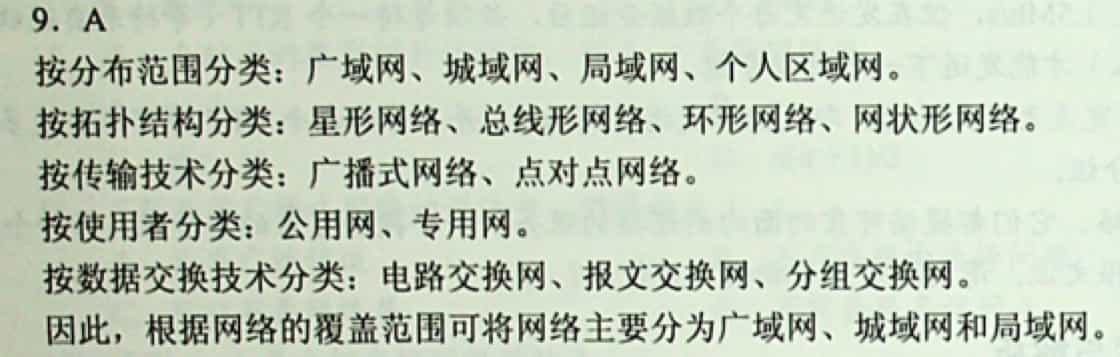 9. A
按分布范围分类：广域网、城域网、局域网、个人区域网。
按拓扑结构分类：星形网络、总线形网络、环形网络、网状形网络。
按传输技术分类：广播式网络、点对点网络。
按使用者分类：公用网、专用网。
按数据交换技术分类：电路交换网、报文交换网、分组交换网。
因此，根据网络的覆盖范围可将网络主要分为广域网、城域网和局域网。